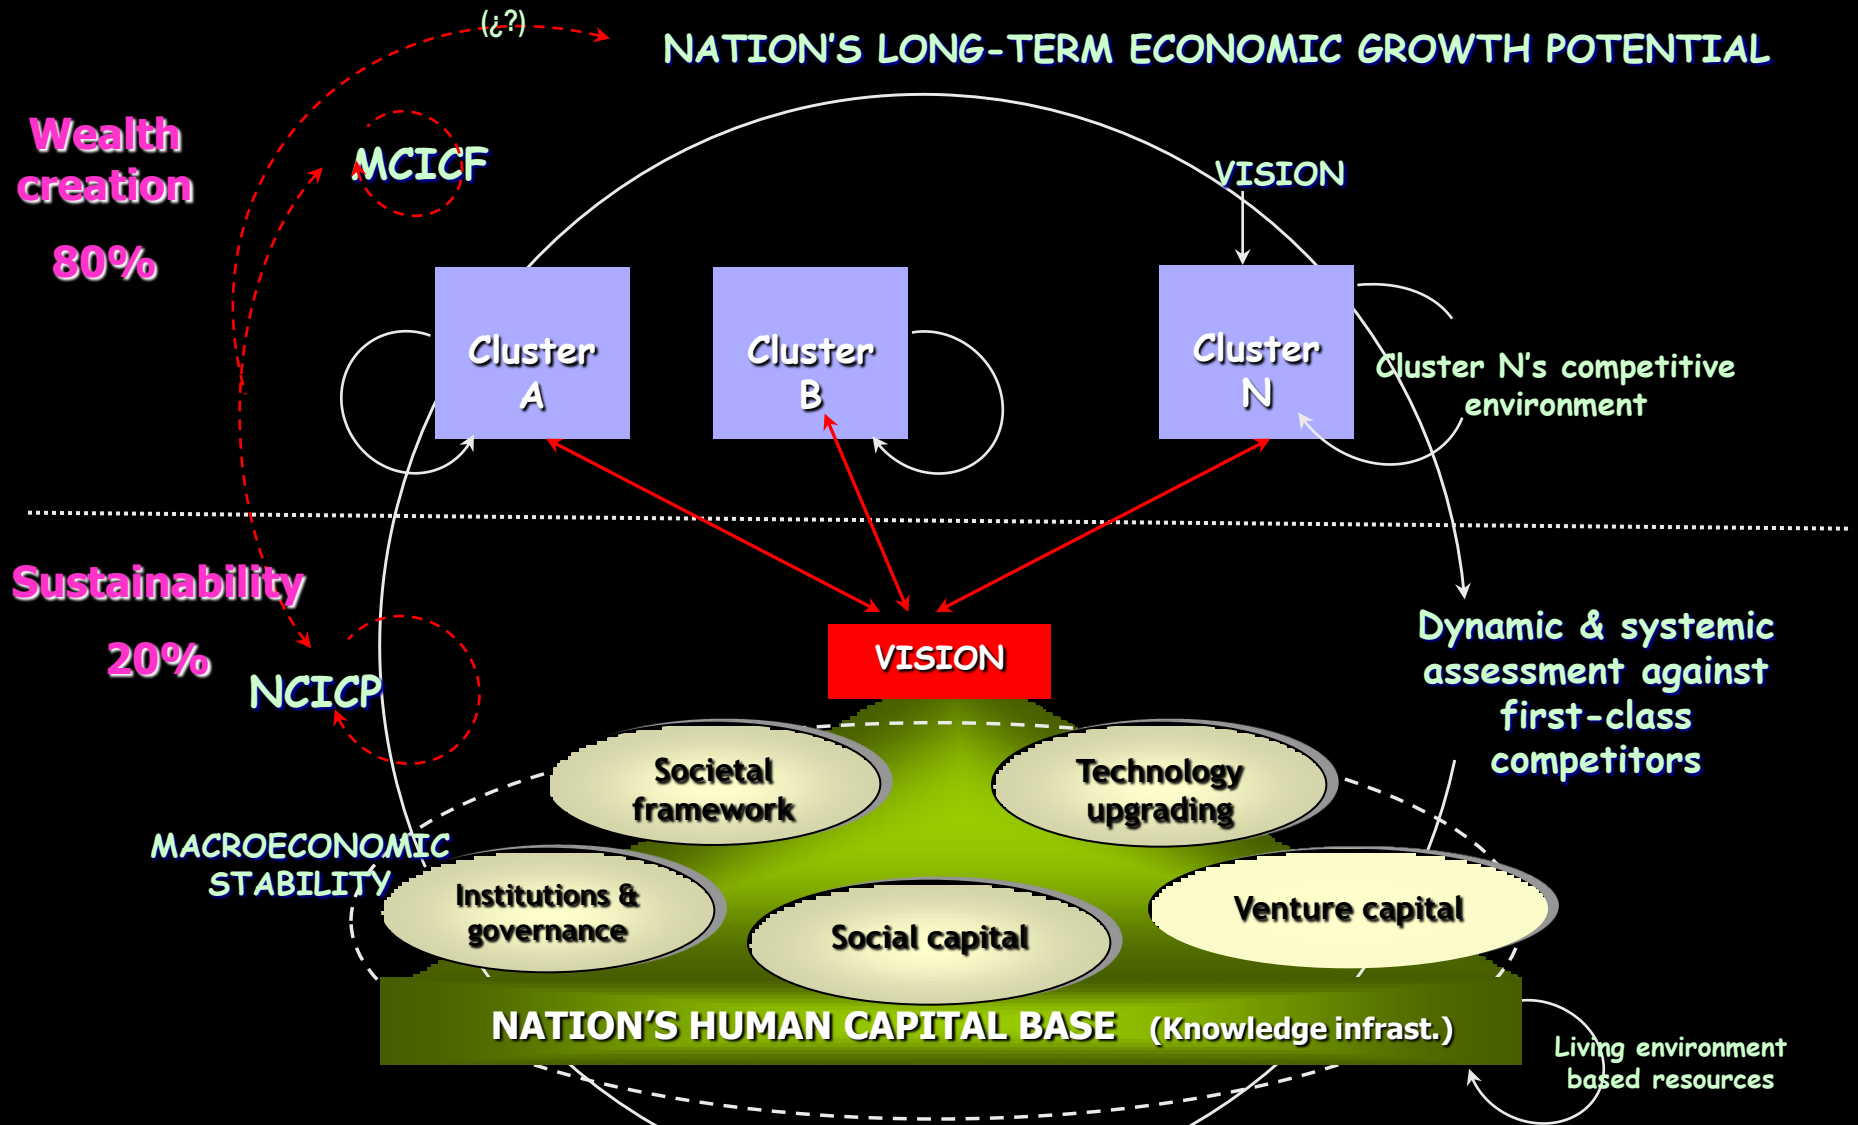 (¿?)
NATION'S LONG-TERM ECONOMIC GROWTH POTENTIAL
Wealth
creation
80%
MCICF
VISION
Cluster
A
Cluster
B
Cluster
N
Cluster N's competitive
environment
Sustainability
20%
NCICP
VISION
Dynamic & systemic
assessment against
first-class
competitors
Societal
framework
Technology
upgrading
MACROECONOMIC
STABILITY
Institutions &
governance
Social capital
Venture capital
NATION'S HUMAN CAPITAL BASE (Knowledge infrast.)
Living environment
based resources